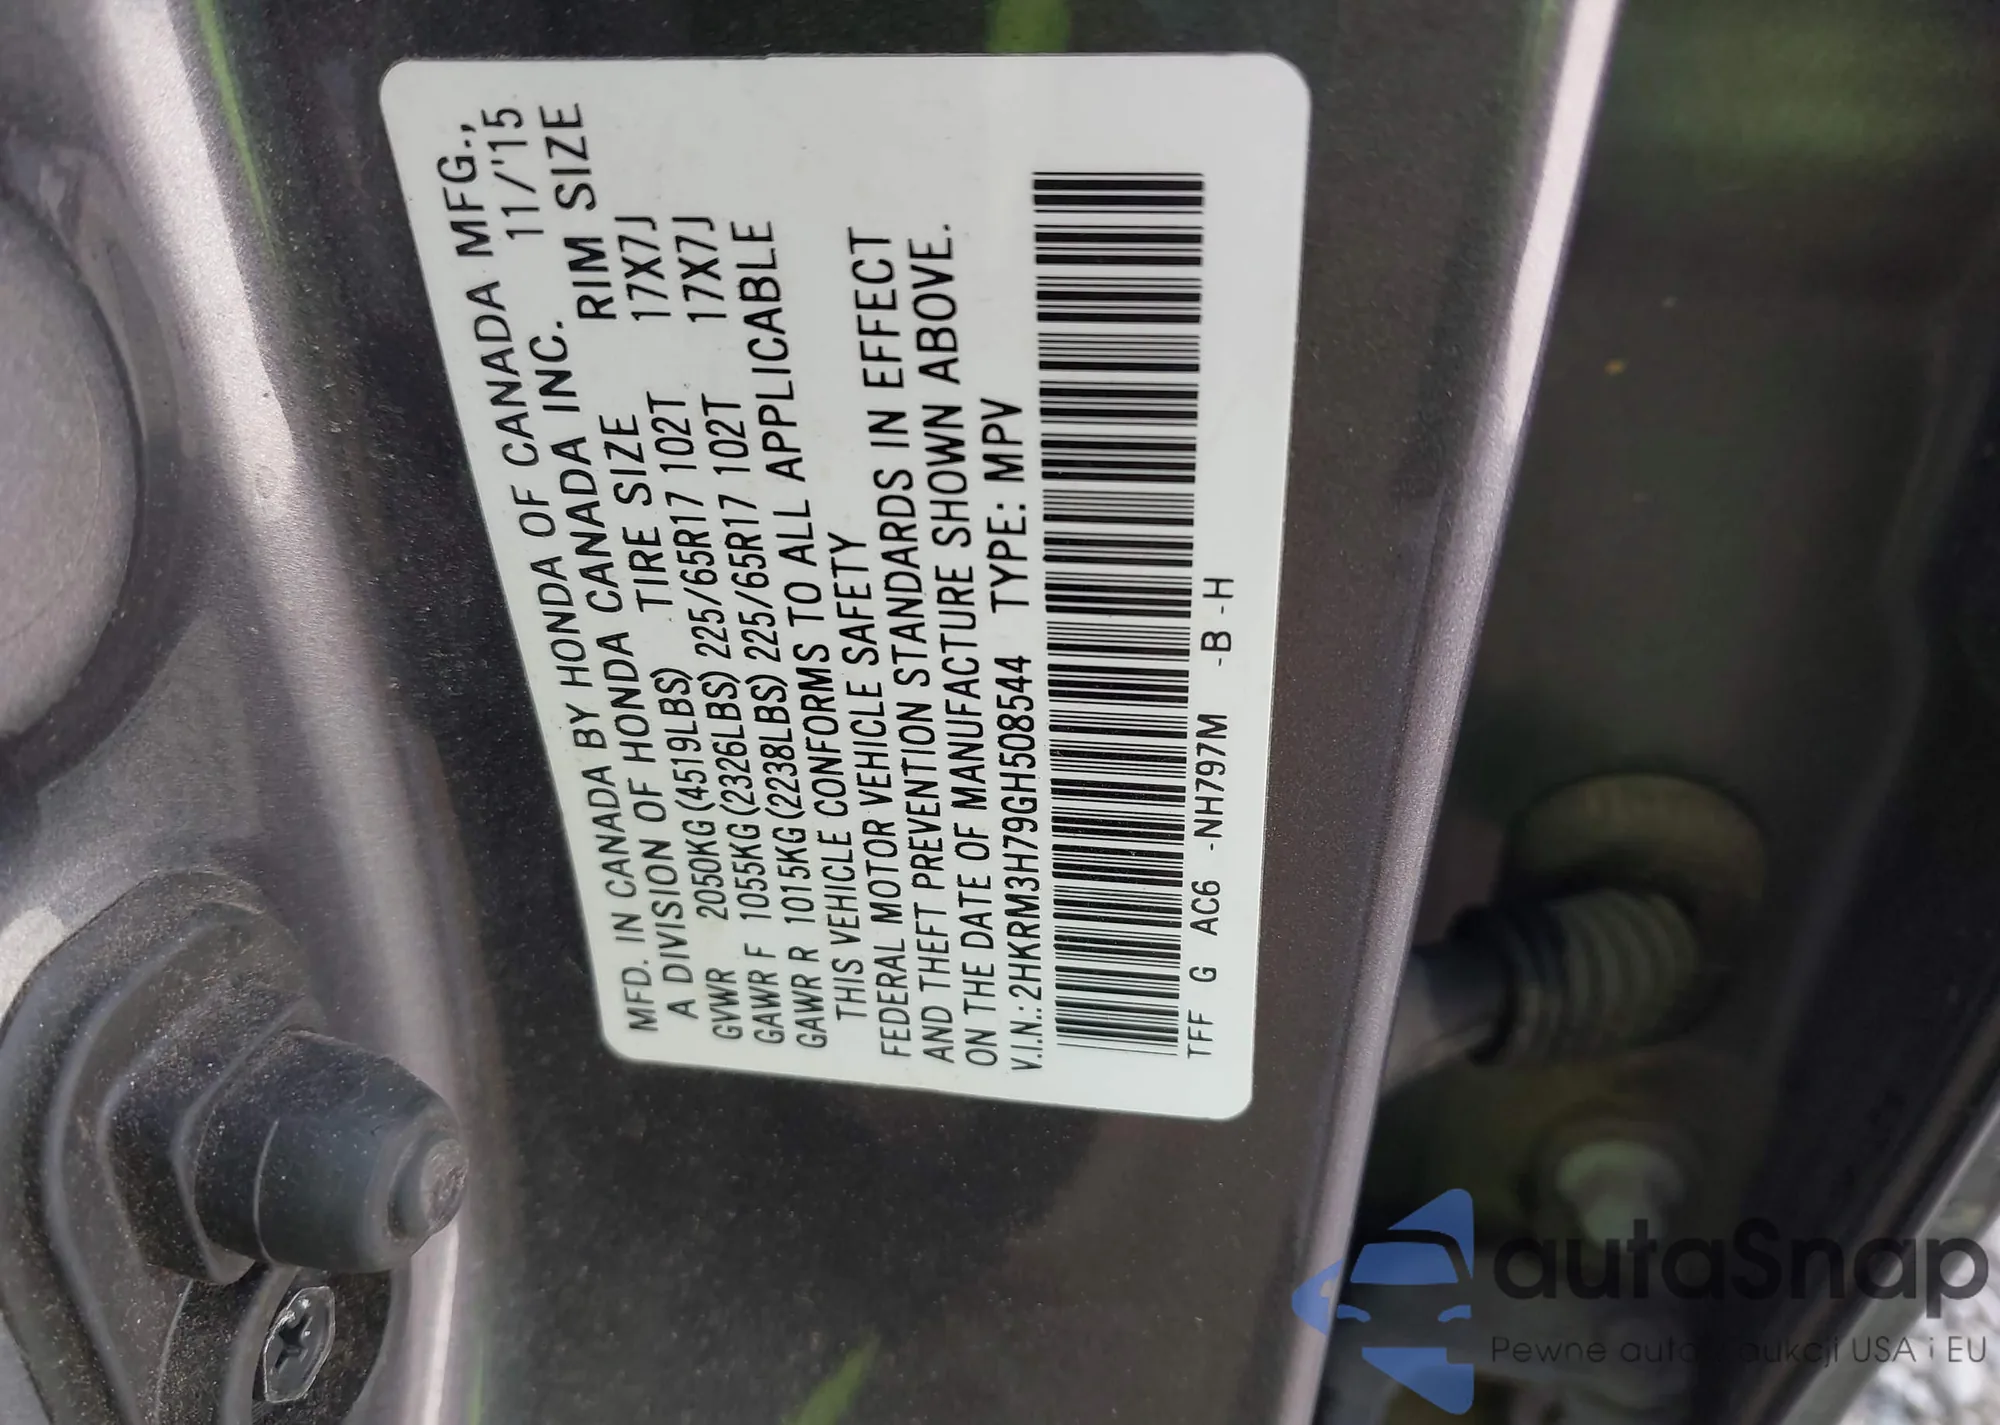 MFD. IN CANADA BY HONDA OF CANADA MFG.,
A DIVISION OF HONDA CANADA INC. 11/'15
GVWR 2050KG(4519LBS) TIRE SIZE RIM SIZE
GAWR F 1055KG(2326LBS) 225/65R17 102T 17X7J
GAWR R 1015KG(2238LBS) 225/65R17 102T 17X7J
THIS VEHICLE CONFORMS TO ALL APPLICABLE
FEDERAL MOTOR VEHICLE SAFETY
AND THEFT PREVENTION STANDARDS IN EFFECT
ON THE DATE OF MANUFACTURE SHOWN ABOVE.
V.I.N.:2HKRM3H79GH508544 TYPE: MPV
TFF G AC6 -NH797M -B -H
autaSnap
Pewne auta z aukcji USA i EU